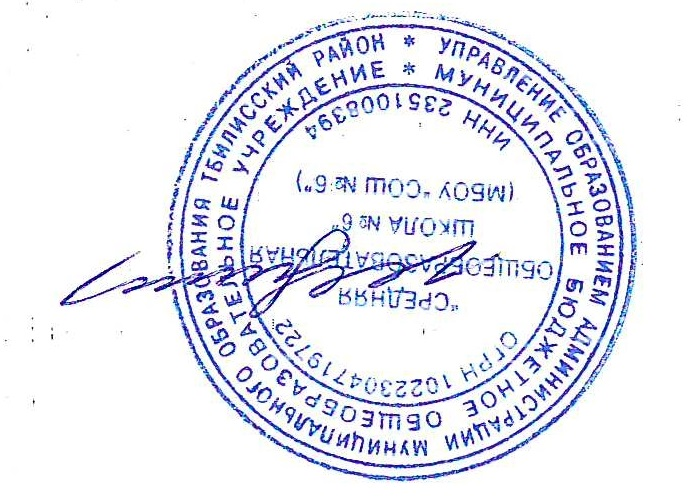 УПРАВЛЕНИЕ ОБРАЗОВАНИЕМ АДМИНИСТРАЦИИ МУНИЦИПАЛЬНОГО ОБРАЗОВАНИЯ ТБИЛИССКИЙ РАЙОН *
МУНИЦИПАЛЬНОЕ БЮДЖЕТНОЕ ОБЩЕОБРАЗОВАТЕЛЬНОЕ УЧРЕЖДЕНИЕ *
ОГРН 1022304719722
"СРЕДНЯЯ
ОБЩЕОБРАЗОВАТЕЛЬНАЯ
ШКОЛА № 6"
(МБОУ "СОШ № 6")
ИНН 2351008394